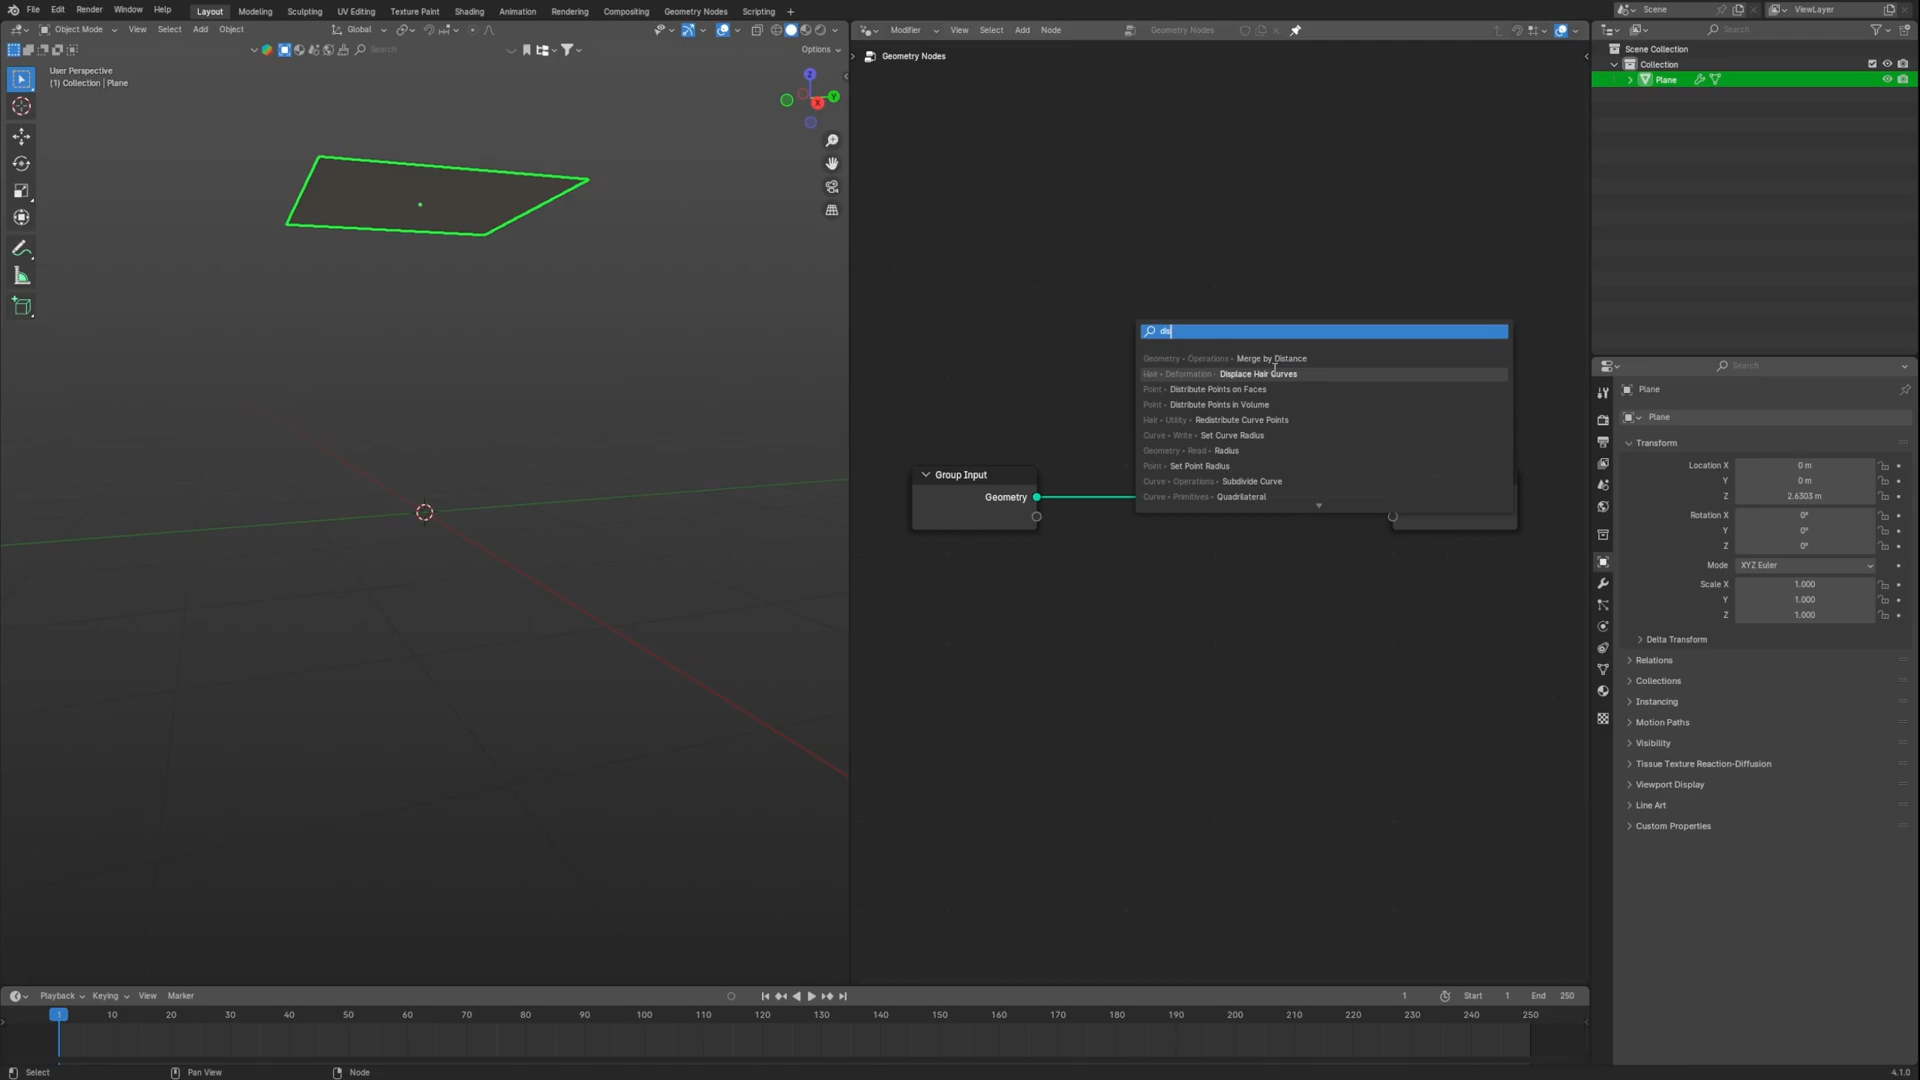 File Edit Render Window Help Layout Modeling Sculpting UV Editing Texture Paint Shading Animation Rendering Compositing Geometry Nodes Scripting + Scene ViewLayer
Object Mode View Select Add Object Global Modifier View Select Add Node Geometry Nodes Search
Search Options
User Perspective
(1) Collection | Plane
Z
Y
X
Geometry Nodes
Scene Collection
Collection
Plane
dis
Geometry Operations Merge by Distance
Hair Deformation Displace Hair Curves
Point Distribute Points on Faces
Point Distribute Points in Volume
Hair Utility Redistribute Curve Points
Curve Write Set Curve Radius
Geometry Read Radius
Point Set Point Radius
Curve Operations Subdivide Curve
Curve Primitives Quadrilateral
Group Input
Geometry
Search
Plane
Plane
Transform
Location X 0 m
Y 0 m
Z 2.6303 m
Rotation X 0°
Y 0°
Z 0°
Mode XYZ Euler
Scale X 1.000
Y 1.000
Z 1.000
Delta Transform
Relations
Collections
Instancing
Motion Paths
Visibility
Tissue Texture Reaction-Diffusion
Viewport Display
Line Art
Custom Properties
Playback Keying View Marker 1 Start 1 End 250
1 10 20 30 40 50 60 70 80 90 100 110 120 130 140 150 160 170 180 190 200 210 220 230 240 250
Select Pan View Node 4.1.0